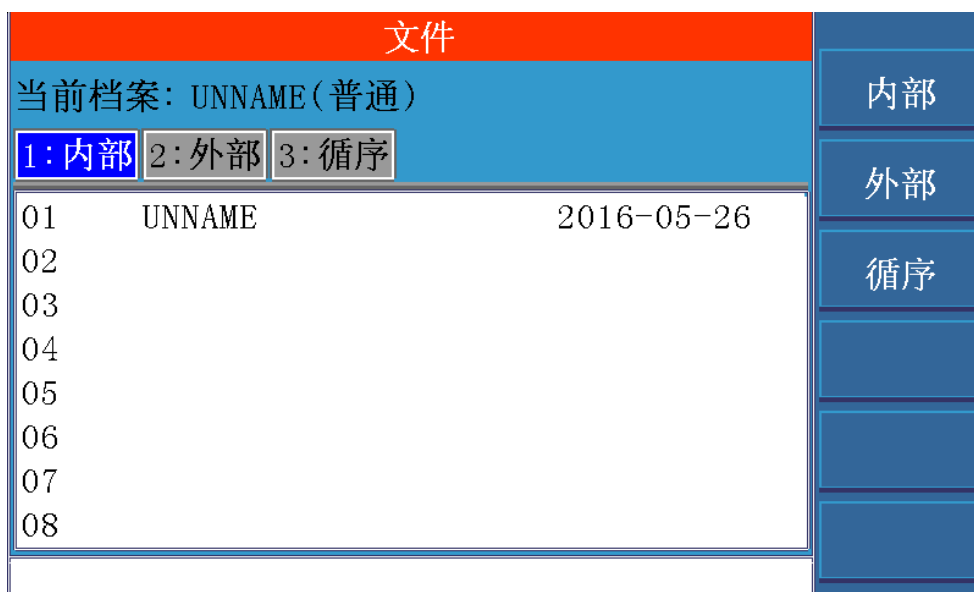 文件
当前档案: UNNAME(普通)
1:内部 2:外部 3:循序
01 UNNAME 2016-05-26
02
03
04
05
06
07
08
内部
外部
循序